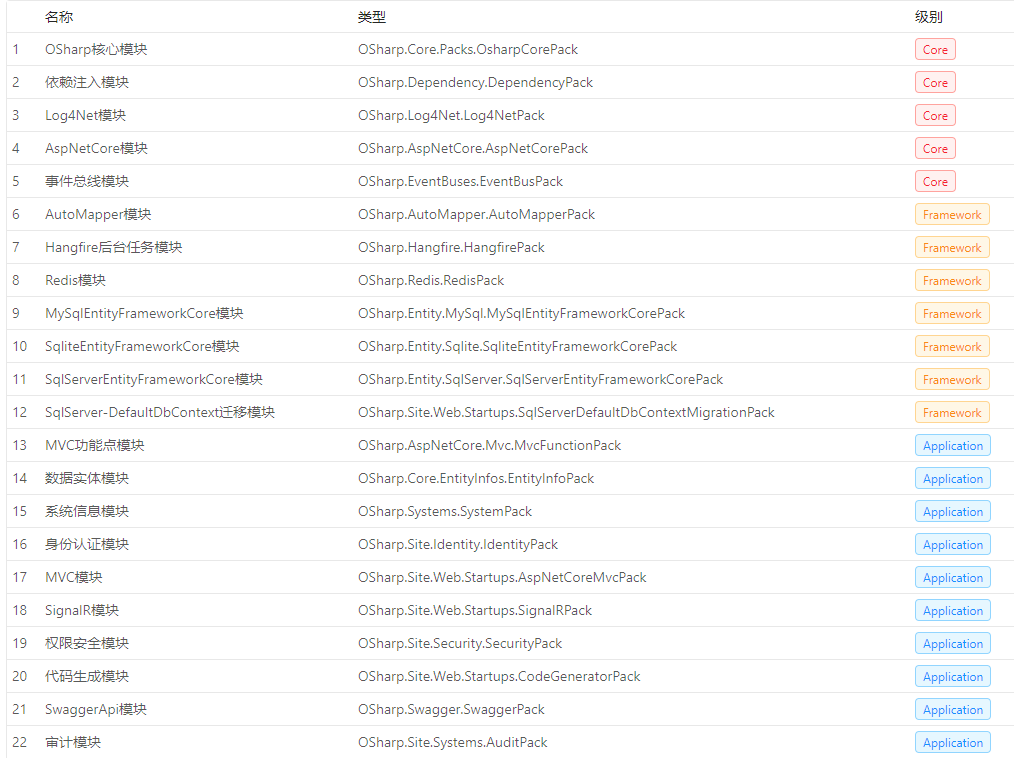 名称 类型 级别
1 OSharp核心模块 OSharp.Core.Packs.OsharpCorePack Core
2 依赖注入模块 OSharp.Dependency.DependencyPack Core
3 Log4Net模块 OSharp.Log4Net.Log4NetPack Core
4 AspNetCore模块 OSharp.AspNetCore.AspNetCorePack Core
5 事件总线模块 OSharp.EventBuses.EventBusPack Core
6 AutoMapper模块 OSharp.AutoMapper.AutoMapperPack Framework
7 Hangfire后台任务模块 OSharp.Hangfire.HangfirePack Framework
8 Redis模块 OSharp.Redis.RedisPack Framework
9 MySqlEntityFrameworkCore模块 OSharp.Entity.MySql.MySqlEntityFrameworkCorePack Framework
10 SqliteEntityFrameworkCore模块 OSharp.Entity.Sqlite.SqliteEntityFrameworkCorePack Framework
11 SqlServerEntityFrameworkCore模块 OSharp.Entity.SqlServer.SqlServerEntityFrameworkCorePack Framework
12 SqlServer-DefaultDbContext迁移模块 OSharp.Site.Web.Startups.SqlServerDefaultDbContextMigrationPack Framework
13 MVC功能点模块 OSharp.AspNetCore.Mvc.MvcFunctionPack Application
14 数据实体模块 OSharp.Core.EntityInfos.EntityInfoPack Application
15 系统信息模块 OSharp.Systems.SystemPack Application
16 身份认证模块 OSharp.Site.Identity.IdentityPack Application
17 MVC模块 OSharp.Site.Web.Startups.AspNetCoreMvcPack Application
18 SignalR模块 OSharp.Site.Web.Startups.SignalRPack Application
19 权限安全模块 OSharp.Site.Security.SecurityPack Application
20 代码生成模块 OSharp.Site.Web.Startups.CodeGeneratorPack Application
21 SwaggerApi模块 OSharp.Swagger.SwaggerPack Application
22 审计模块 OSharp.Site.Systems.AuditPack Application